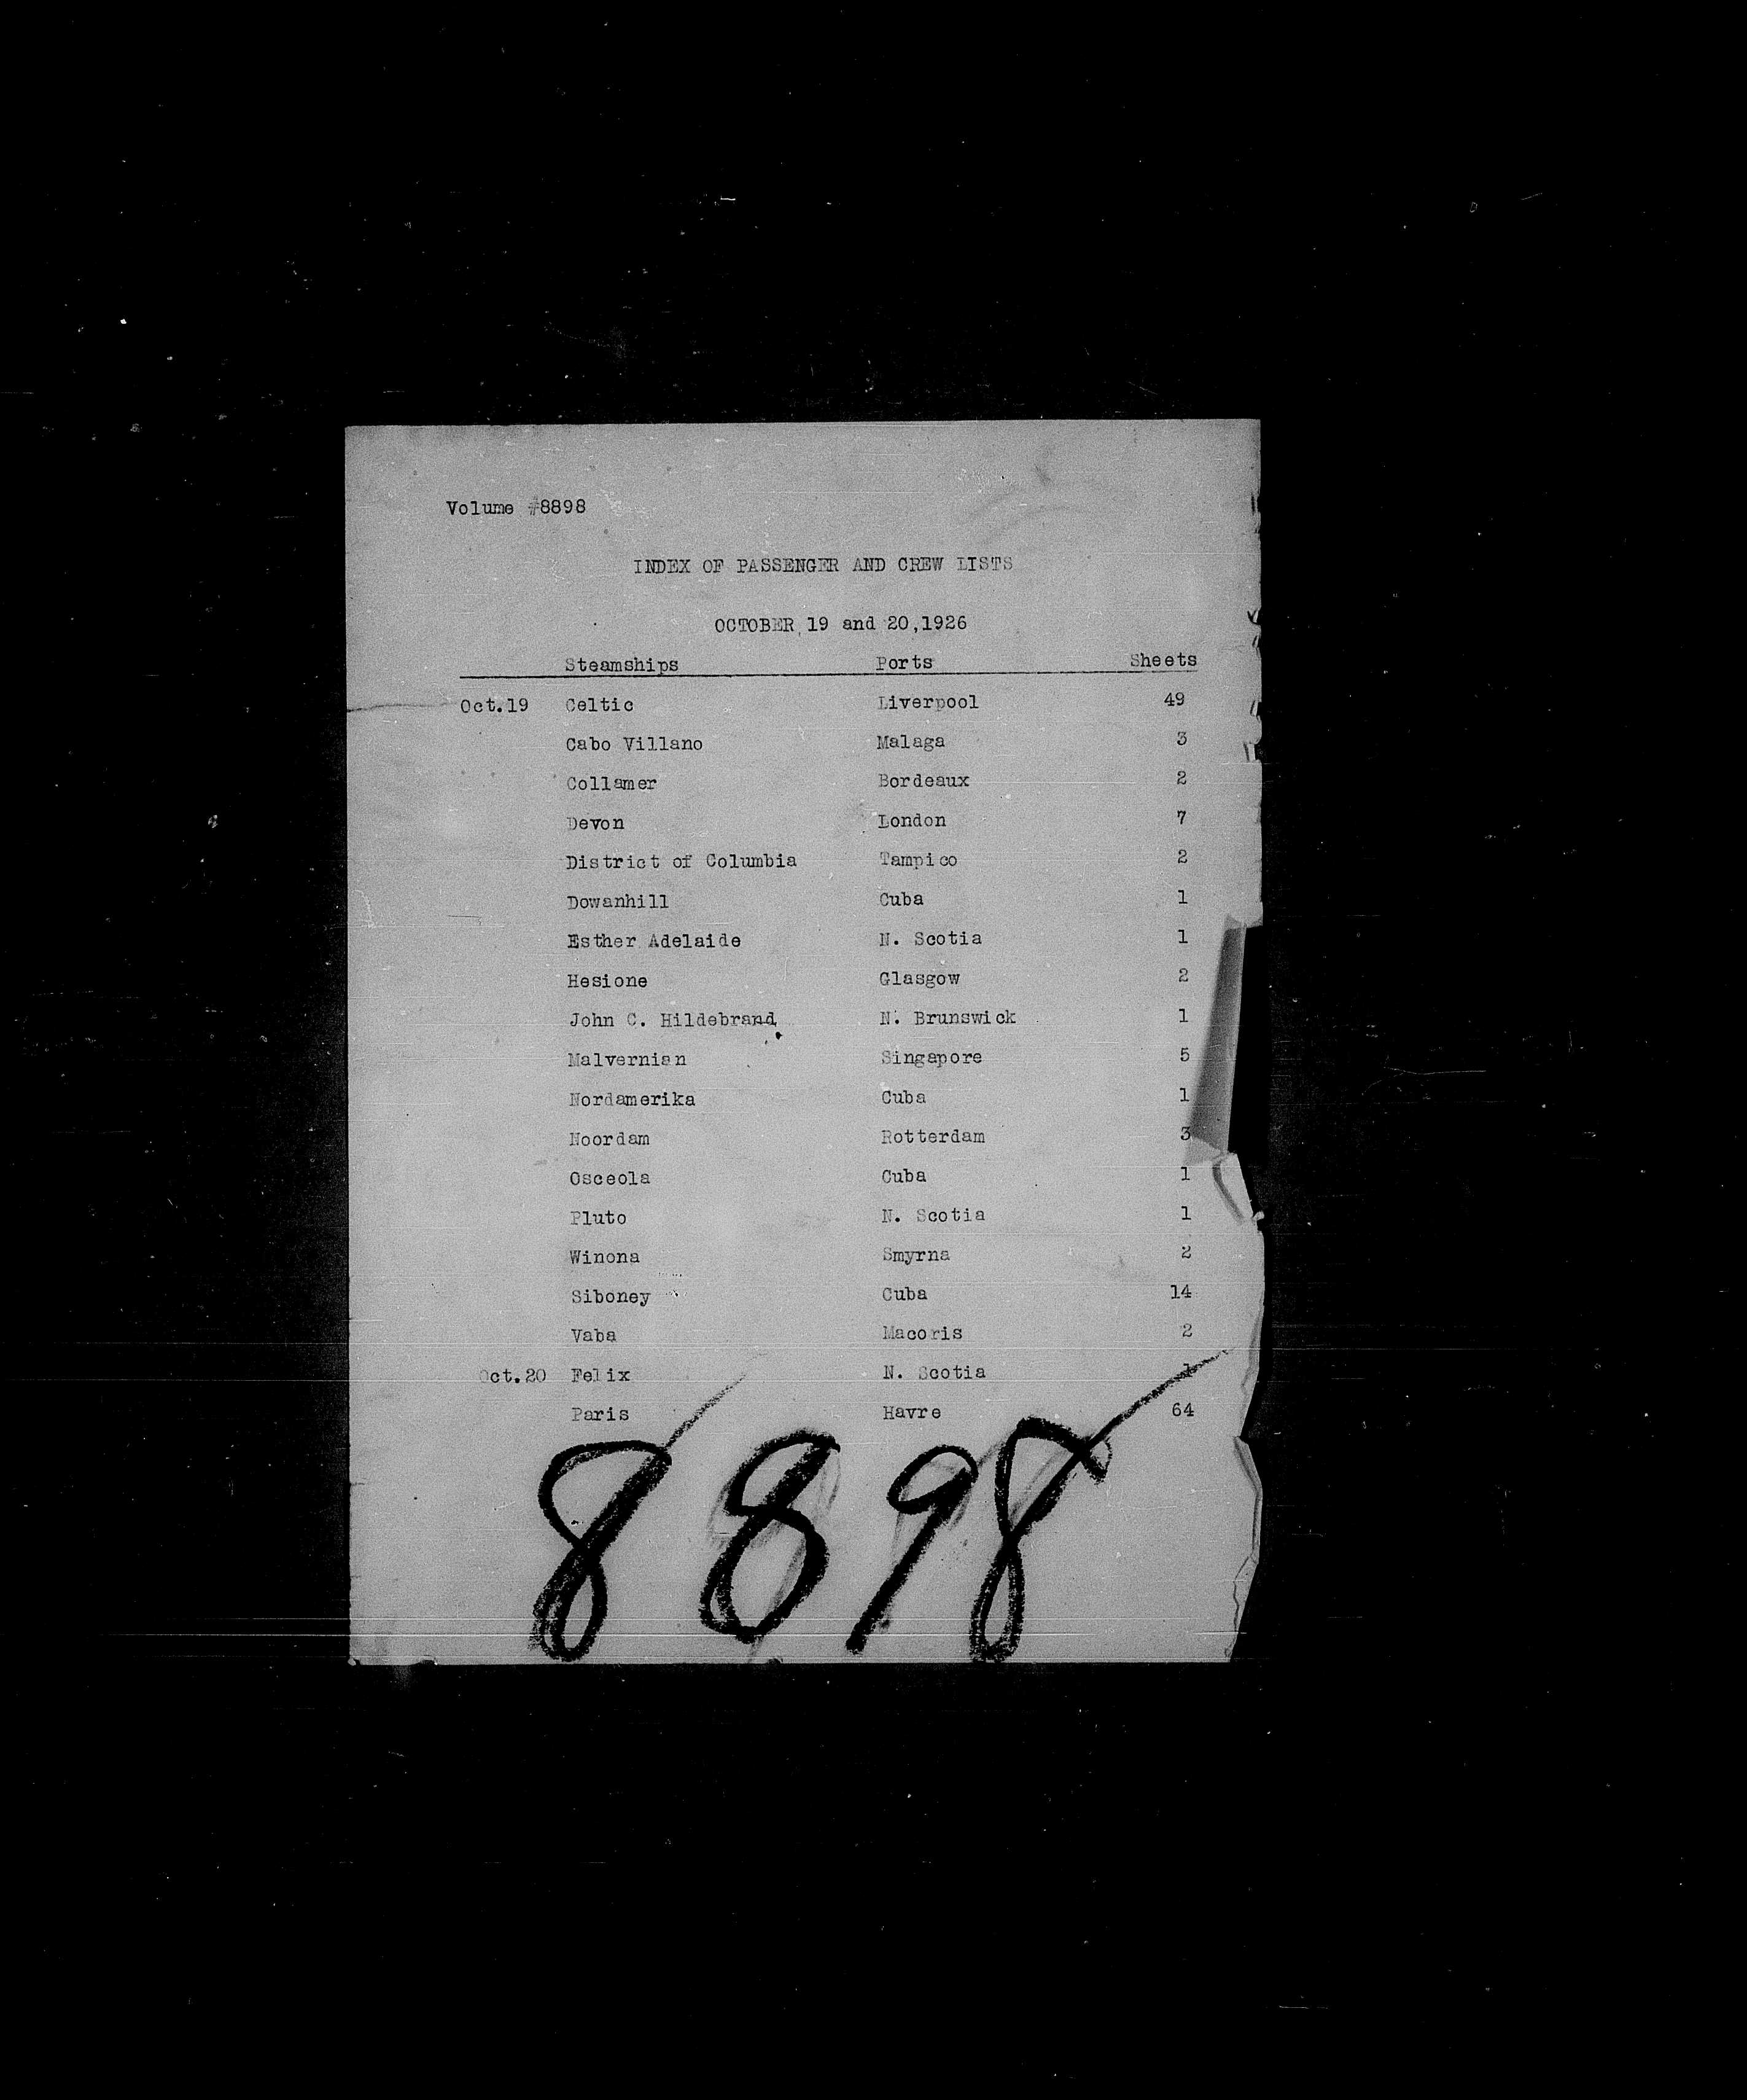 Volume #8898
INDEX OF PASSENGER AND CREW LISTS
OCTOBER 19 and 20,1926
Steamships Ports Sheets
Oct.19 Celtic Liverpool 49
Cabo Villano Malaga 3
Collamer Bordeaux 2
Devon London 7
District of Columbia Tampico 2
Dowanhill Cuba 1
Esther Adelaide N. Scotia 1
Hesione Glasgow 2
John C. Hildebrand N. Brunswick 1
Malvernian Singapore 5
Nordamerika Cuba 1
Noordam Rotterdam 3
Osceola Cuba 1
Pluto N. Scotia 1
Winona Smyrna 2
Siboney Cuba 14
Vaba Macoris 2
Oct.20 Felix N. Scotia 1
Paris Havre 64
8898